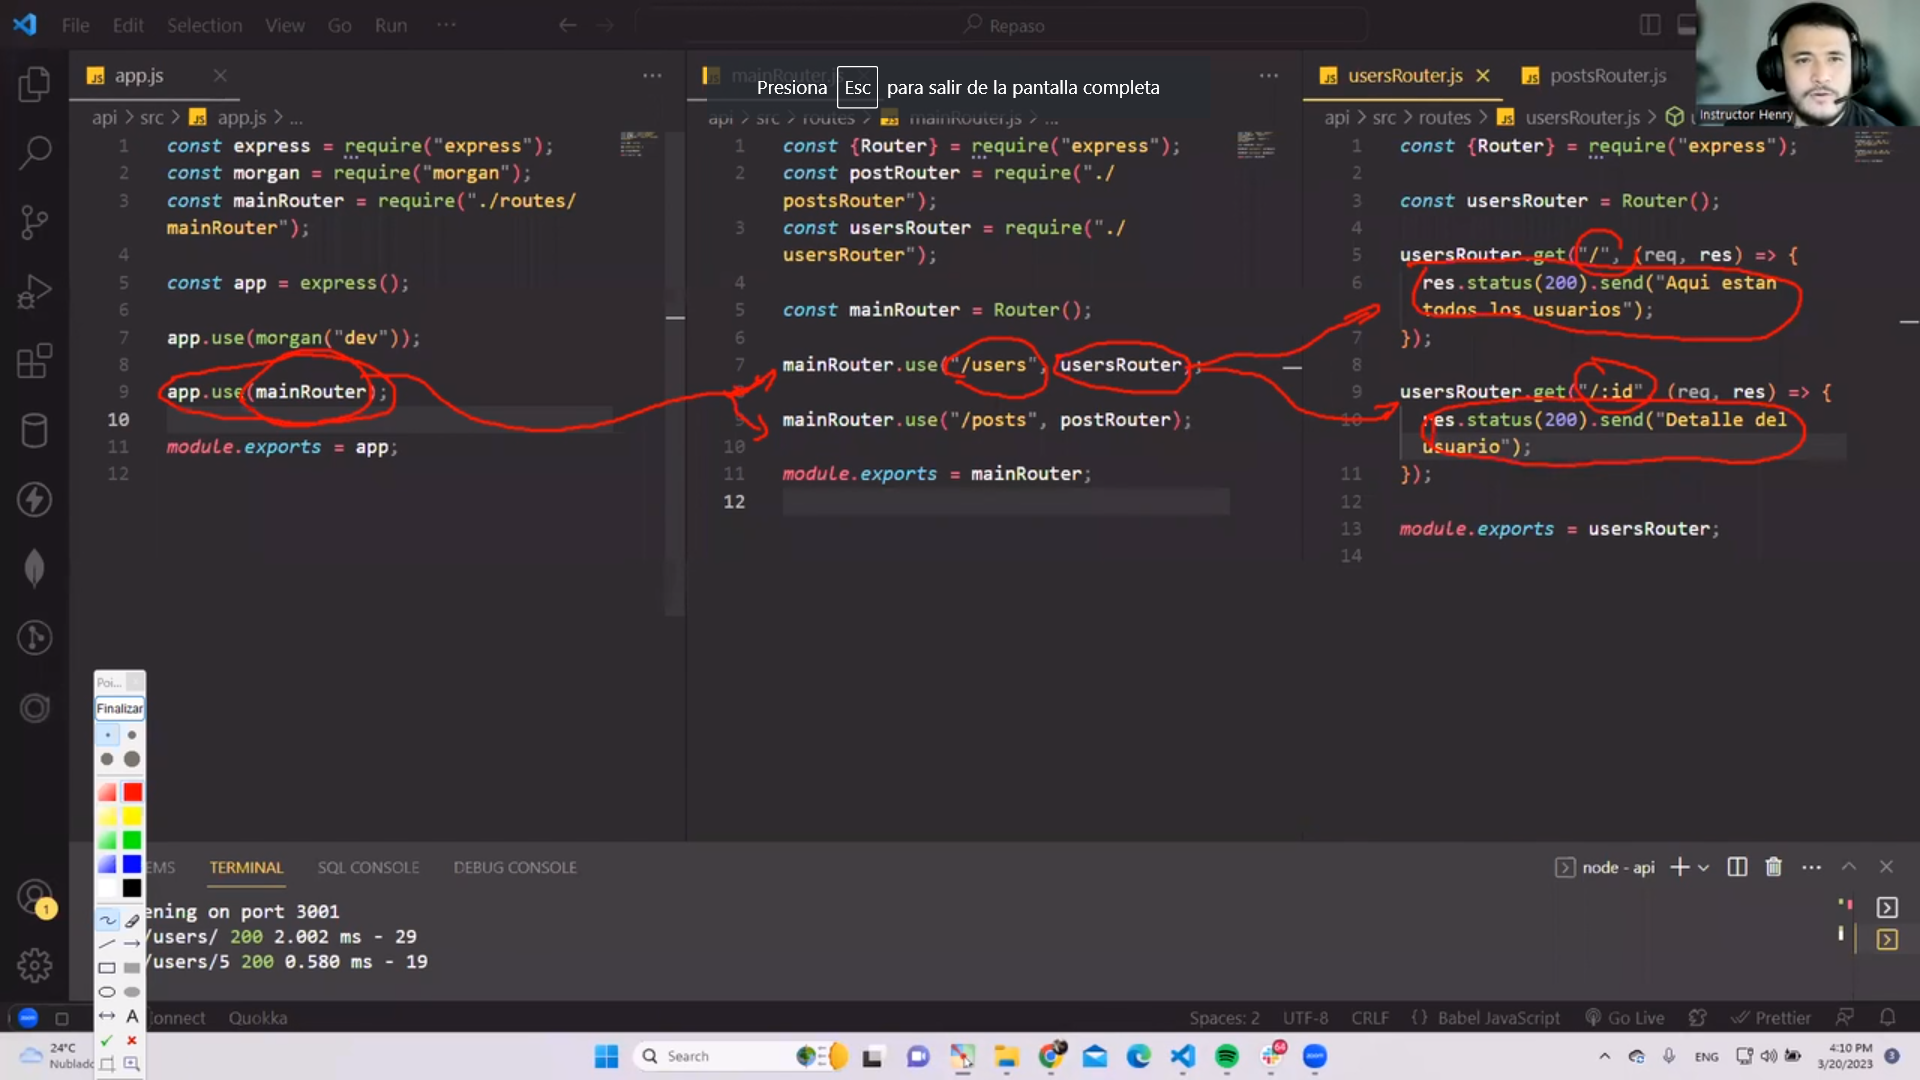 File Edit Selection View Go Run ···
Repaso
app.js
mainRouter.js
usersRouter.js
postsRouter.js
Presiona Esc para salir de la pantalla completa
Instructor Henry
api > src > app.js > ...
api > src > routes > mainRouter.js > ...
api > src > routes > usersRouter.js >
1 const express = require("express");
2 const morgan = require("morgan");
3 const mainRouter = require("./routes/
mainRouter");
4
5 const app = express();
6
7 app.use(morgan("dev"));
8
9 app.use(mainRouter);
10
11 module.exports = app;
12
1 const {Router} = require("express");
2 const postRouter = require("./
postsRouter");
3 const usersRouter = require("./
usersRouter");
4
5 const mainRouter = Router();
6
7 mainRouter.use("/users", usersRouter);
9 mainRouter.use("/posts", postRouter);
10
11 module.exports = mainRouter;
12
1 const {Router} = require("express");
2
3 const usersRouter = Router();
4
5 usersRouter.get("/", (req, res) => {
6 res.status(200).send("Aqui estan
todos los usuarios");
7 });
8
9 usersRouter.get("/:id" (req, res) => {
10 res.status(200).send("Detalle del
usuario");
11 });
12
13 module.exports = usersRouter;
14
Poi...
Finalizar
A
EMS TERMINAL SQL CONSOLE DEBUG CONSOLE
node - api
ening on port 3001
/users/ 200 2.002 ms - 29
/users/5 200 0.580 ms - 19
1
onnect Quokka
Spaces: 2 UTF-8 CRLF {} Babel JavaScript Go Live Prettier
24°C
Nublado
Search
64
zoom
ENG
4:10 PM
3/20/2023
3